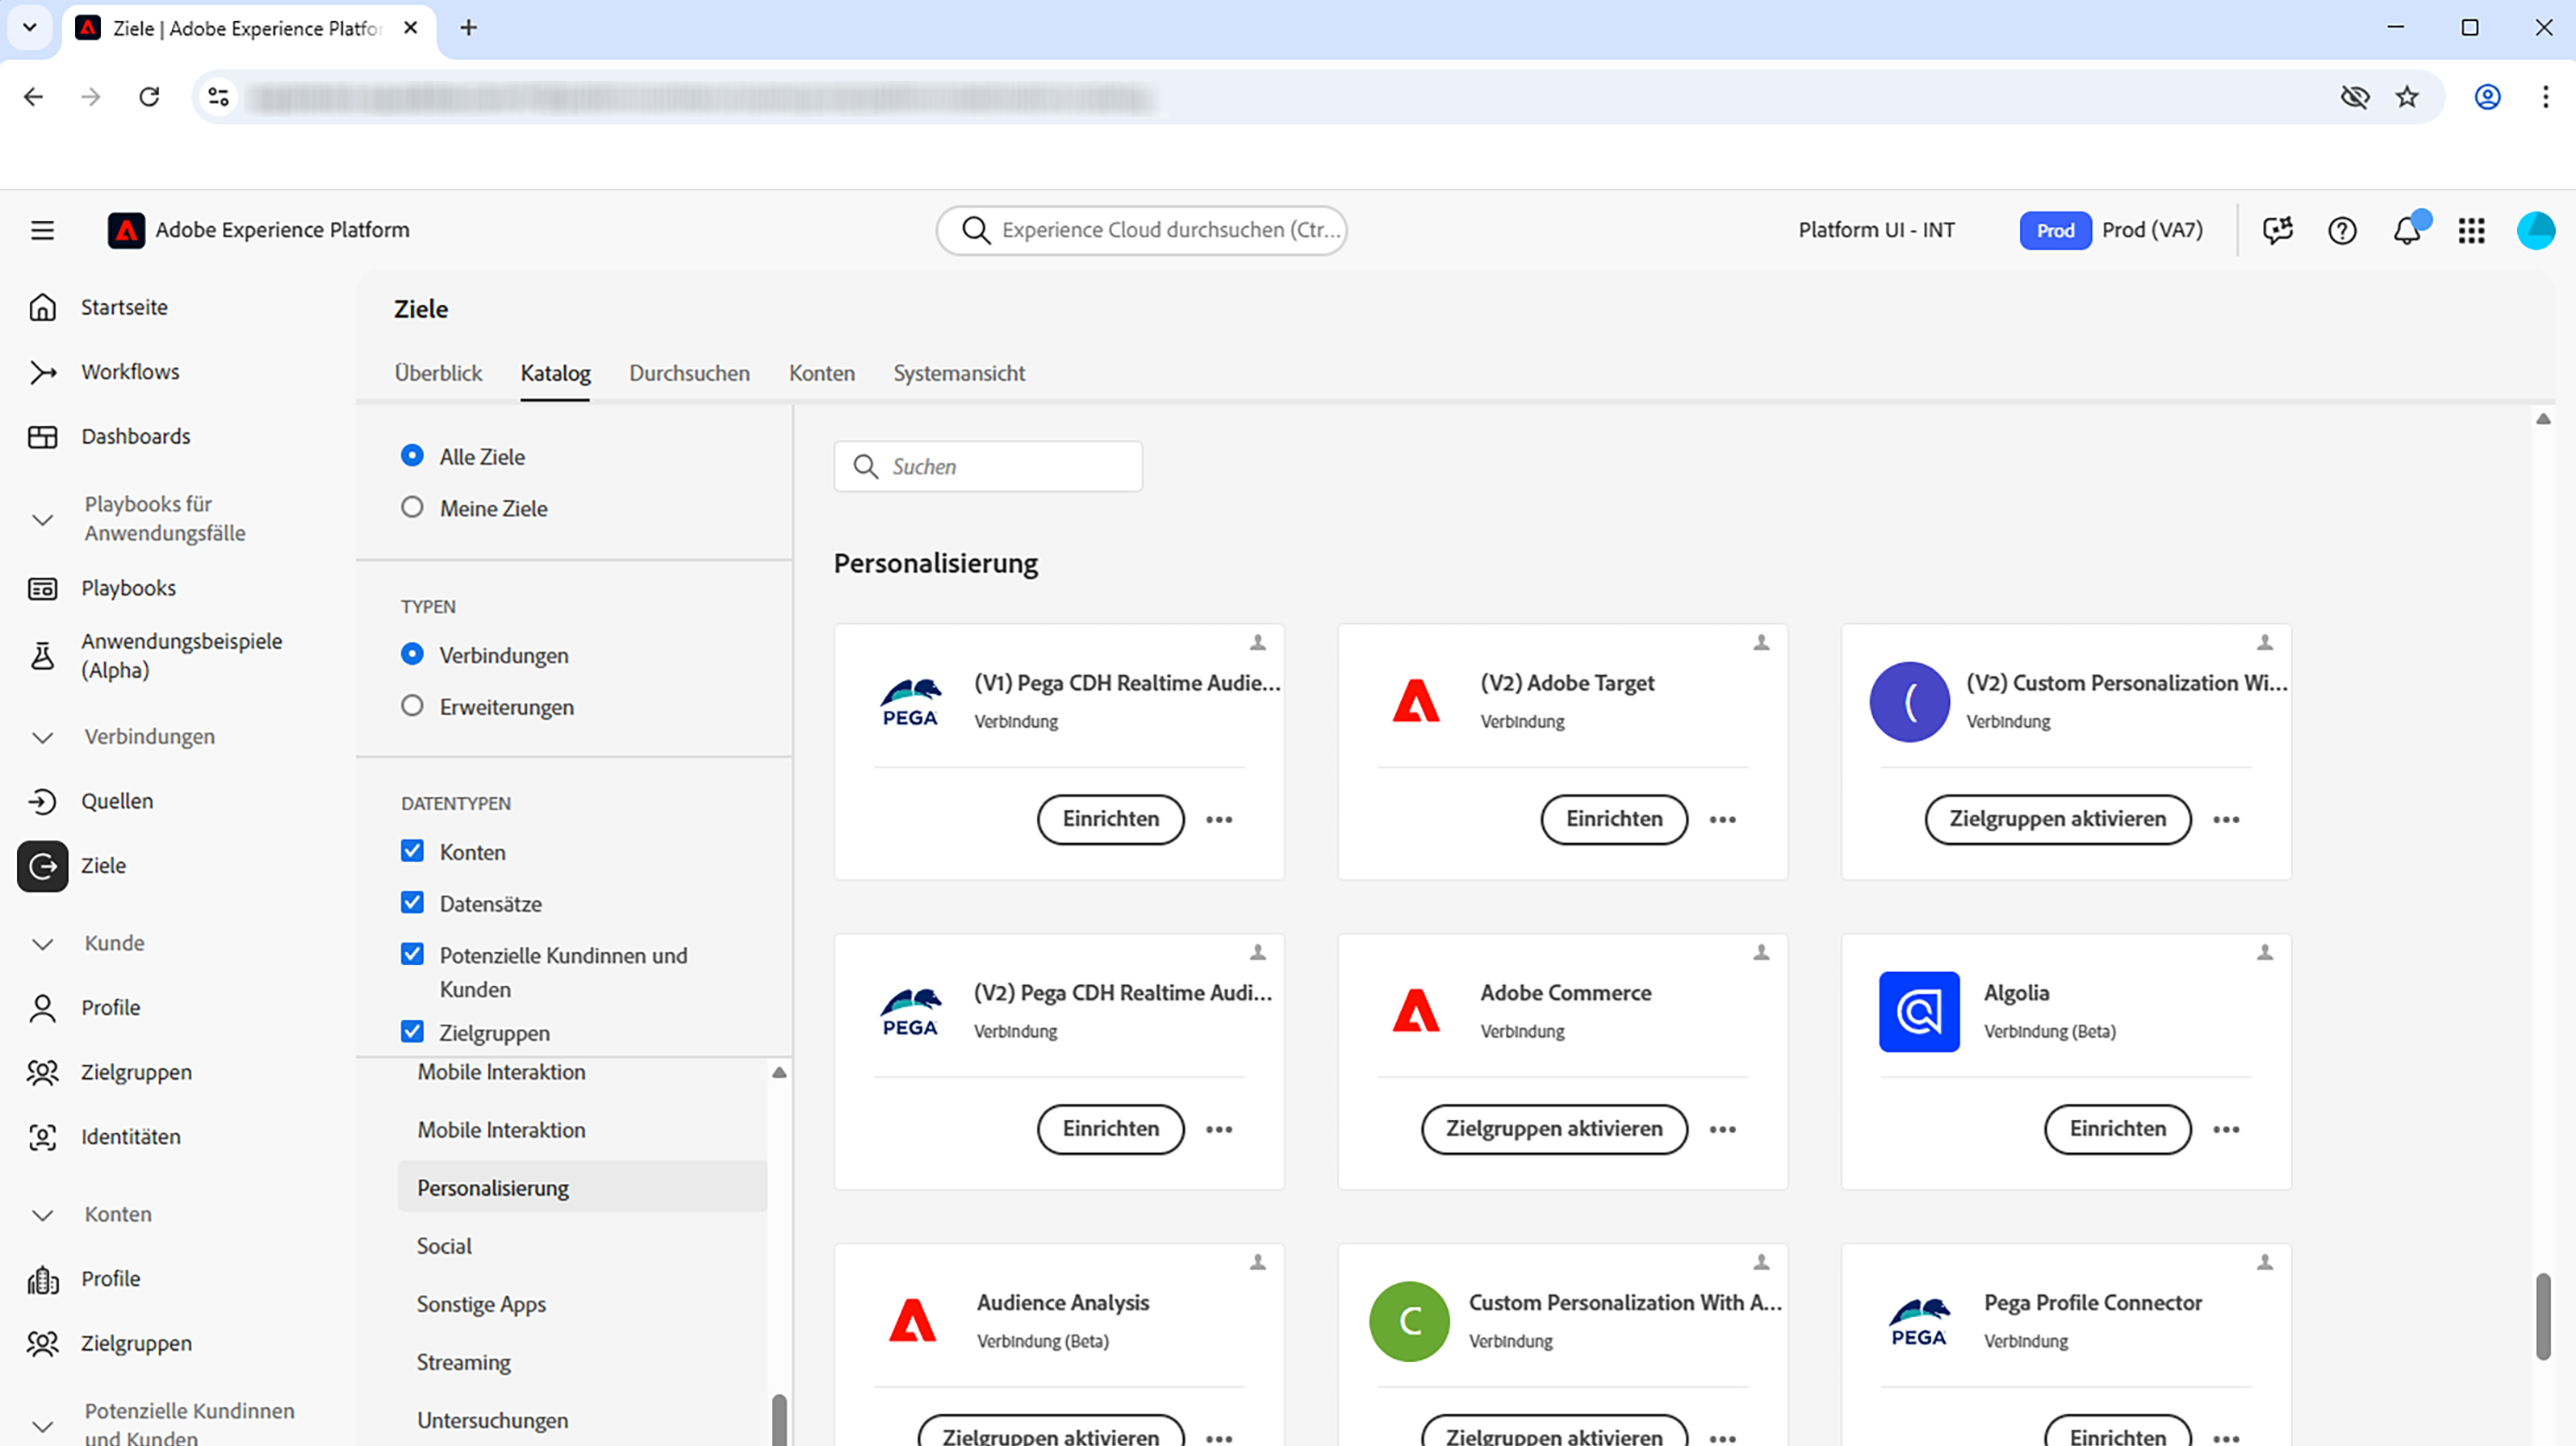 Ziele | Adobe Experience Platfo
Adobe Experience Platform
Experience Cloud durchsuchen (Ctr...
Platform UI - INT
Prod
Prod (VA7)
Startseite
Workflows
Dashboards
Playbooks für
Anwendungsfälle
Playbooks
Anwendungsbeispiele
(Alpha)
Verbindungen
Quellen
Ziele
Kunde
Profile
Zielgruppen
Identitäten
Konten
Profile
Zielgruppen
Potenzielle Kundinnen
und Kunden
Ziele
Überblick
Katalog
Durchsuchen
Konten
Systemansicht
Alle Ziele
Meine Ziele
TYPEN
Verbindungen
Erweiterungen
DATENTYPEN
Konten
Datensätze
Potenzielle Kundinnen und
Kunden
Zielgruppen
Mobile Interaktion
Mobile Interaktion
Personalisierung
Social
Sonstige Apps
Streaming
Untersuchungen
Suchen
Personalisierung
PEGA
(V1) Pega CDH Realtime Audie...
Verbindung
Einrichten
(V2) Adobe Target
Verbindung
Einrichten
(
(V2) Custom Personalization Wi...
Verbindung
Zielgruppen aktivieren
PEGA
(V2) Pega CDH Realtime Audi...
Verbindung
Einrichten
Adobe Commerce
Verbindung
Zielgruppen aktivieren
Algolia
Verbindung (Beta)
Einrichten
Audience Analysis
Verbindung (Beta)
Zielgruppen aktivieren
C
Custom Personalization With A...
Verbindung
Zielgruppen aktivieren
PEGA
Pega Profile Connector
Verbindung
Einrichten